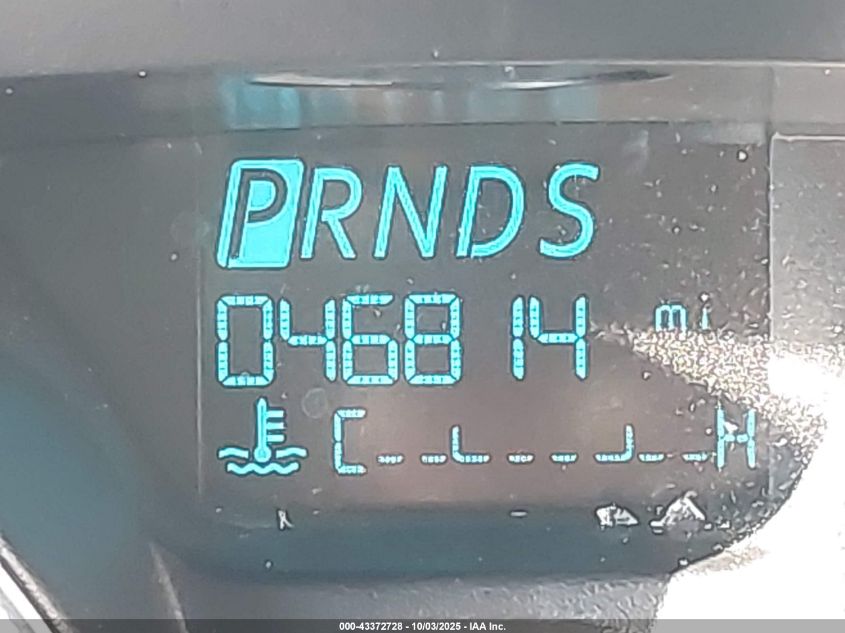 PRNDS
046814 mi
C H
000-43372728 - 10/03/2025 - IAA Inc.